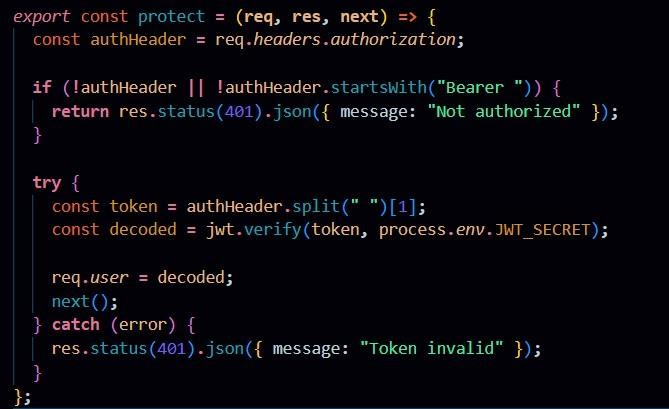 export const protect = (req, res, next) => {
  const authHeader = req.headers.authorization;

  if (!authHeader || !authHeader.startsWith("Bearer ")) {
    return res.status(401).json({ message: "Not authorized" });
  }

  try {
    const token = authHeader.split(" ")[1];
    const decoded = jwt.verify(token, process.env.JWT_SECRET);

    req.user = decoded;
    next();
  } catch (error) {
    res.status(401).json({ message: "Token invalid" });
  }
};